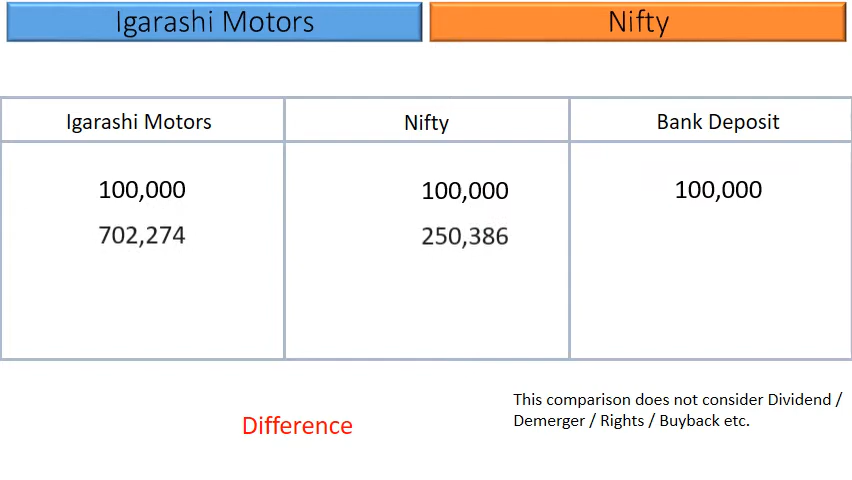 Igarashi Motors
Nifty
Igarashi Motors
Nifty
Bank Deposit
100,000
100,000
100,000
702,274
250,386
Difference
This comparison does not consider Dividend /
Demerger / Rights / Buyback etc.